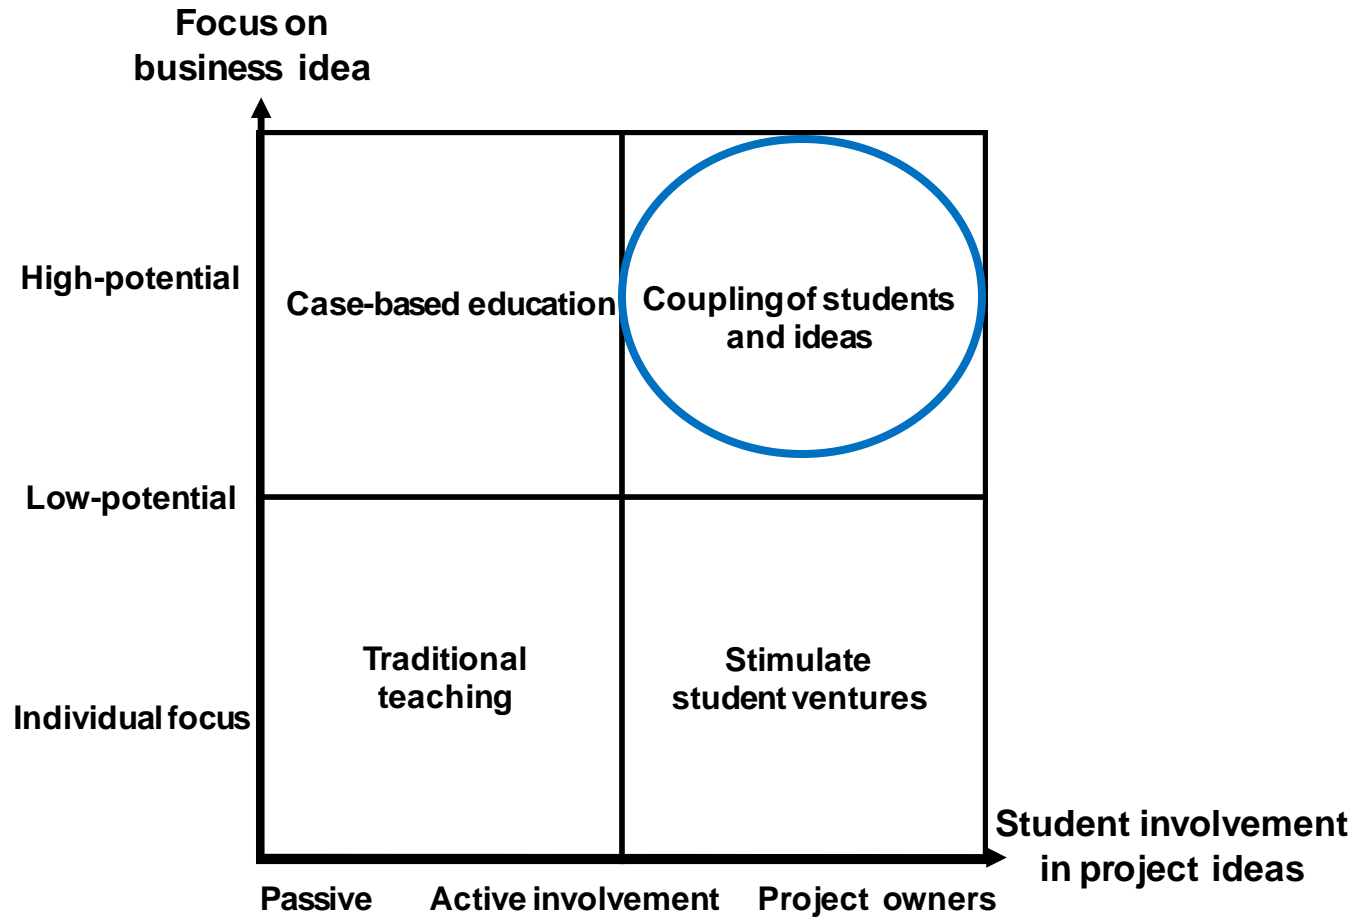 Focus on
business idea
High-potential
Case-based education
Coupling of students
and ideas
Low-potential
Traditional
teaching
Stimulate
student ventures
Individual focus
Student involvement
in project ideas
Passive
Active involvement
Project owners